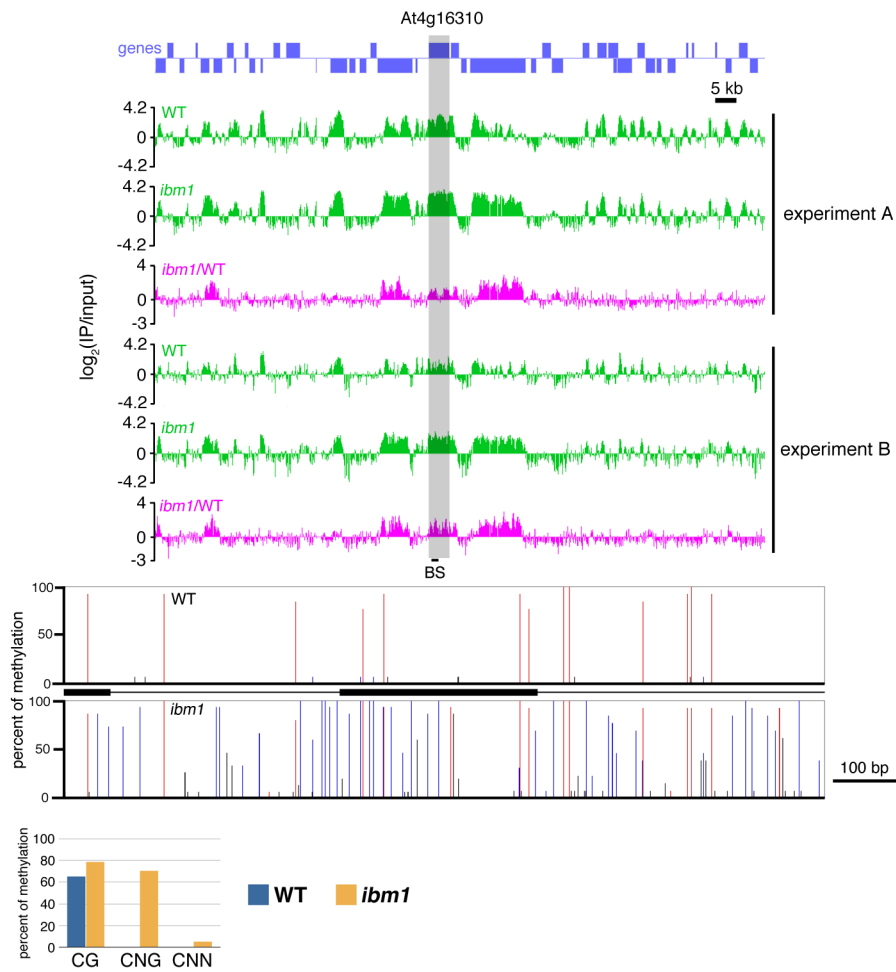 At4g16310
genes
5 kb
4.2
WT
0
-4.2
4.2
ibm1
0
-4.2
experiment A
4
ibm1/WT
0
-3
log2(IP/input)
4.2
WT
0
-4.2
4.2
ibm1
0
-4.2
experiment B
4
ibm1/WT
0
-3
BS
percent of methylation
100
WT
50
0
100
ibm1
50
0
100 bp
percent of methylation
100
80
60
40
20
0
CG CNG CNN
WT ibm1